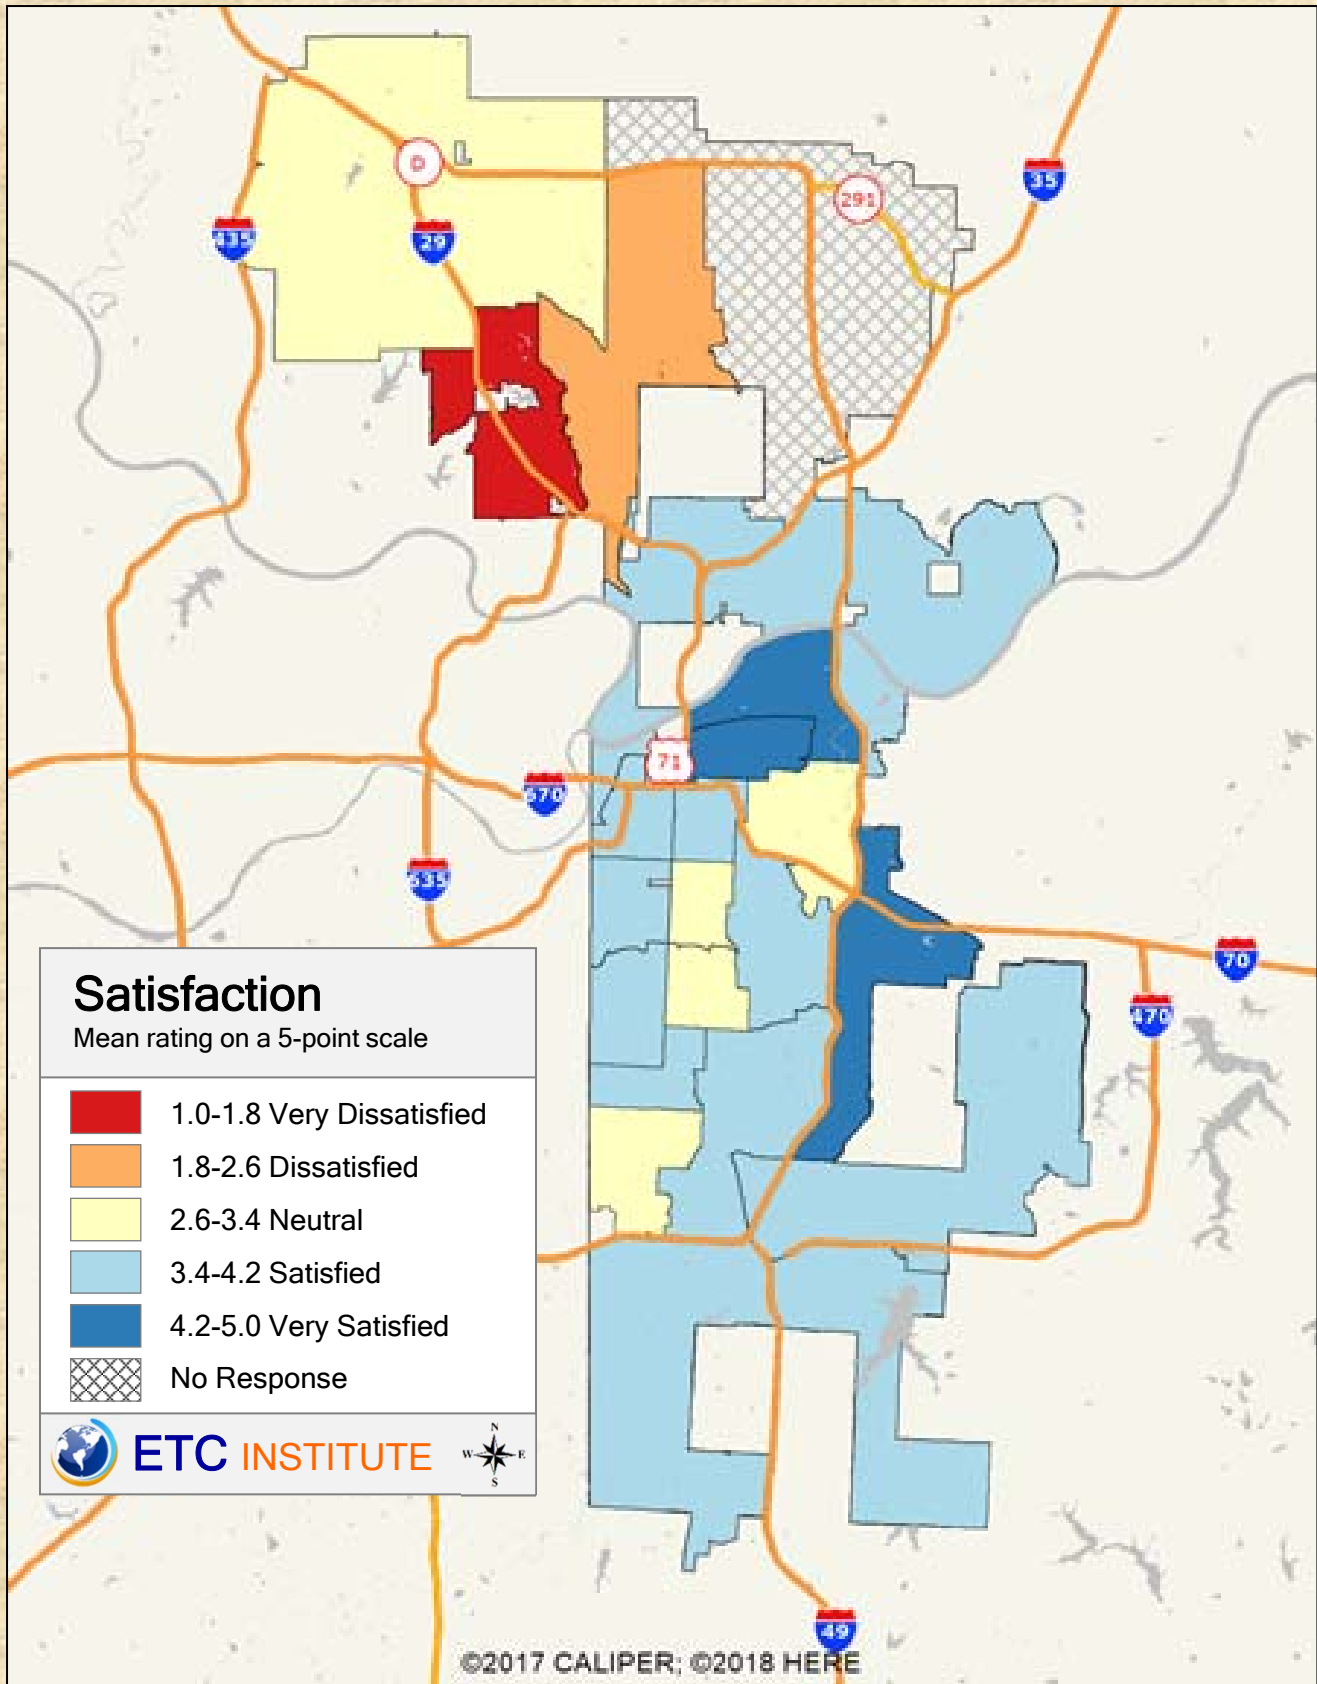 35
D
291
435
29
71
670
635
70
470
Satisfaction
Mean rating on a 5-point scale
1.0-1.8 Very Dissatisfied
1.8-2.6 Dissatisfied
2.6-3.4 Neutral
3.4-4.2 Satisfied
4.2-5.0 Very Satisfied
No Response
ETC INSTITUTE
N
W E
S
49
©2017 CALIPER; ©2018 HERE